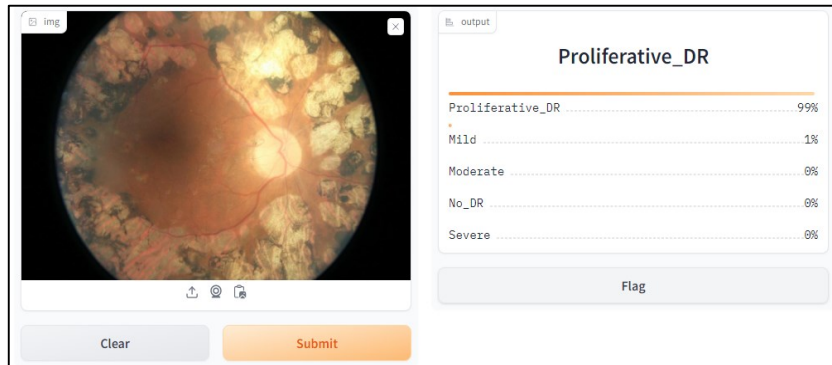 img
output
Proliferative_DR
Proliferative_DR 99%
Mild 1%
Moderate 0%
No_DR 0%
Severe 0%
Clear
Submit
Flag